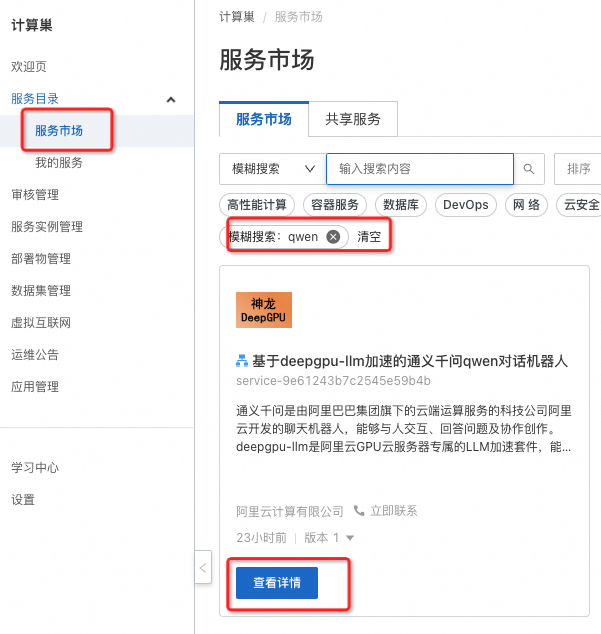 计算巢
欢迎页
服务目录
服务市场
我的服务
审核管理
服务实例管理
部署物管理
数据集管理
虚拟互联网
运维公告
应用管理
学习中心
设置
计算巢 / 服务市场
服务市场
服务市场 共享服务
模糊搜索 输入搜索内容 排序
高性能计算 容器服务 数据库 DevOps 网 络 云安全
模糊搜索：qwen 清空
神龙
DeepGPU
基于deepgpu-llm加速的通义千问qwen对话机器人
service-9e61243b7c2545e59b4b
通义千问是由阿里巴巴集团旗下的云端运算服务的科技公司阿里
云开发的聊天机器人，能够与人交互、回答问题及协作创作。
deepgpu-llm是阿里云GPU云服务器专属的LLM加速套件，能...
阿里云计算有限公司 立即联系
23小时前 | 版本 1
查看详情